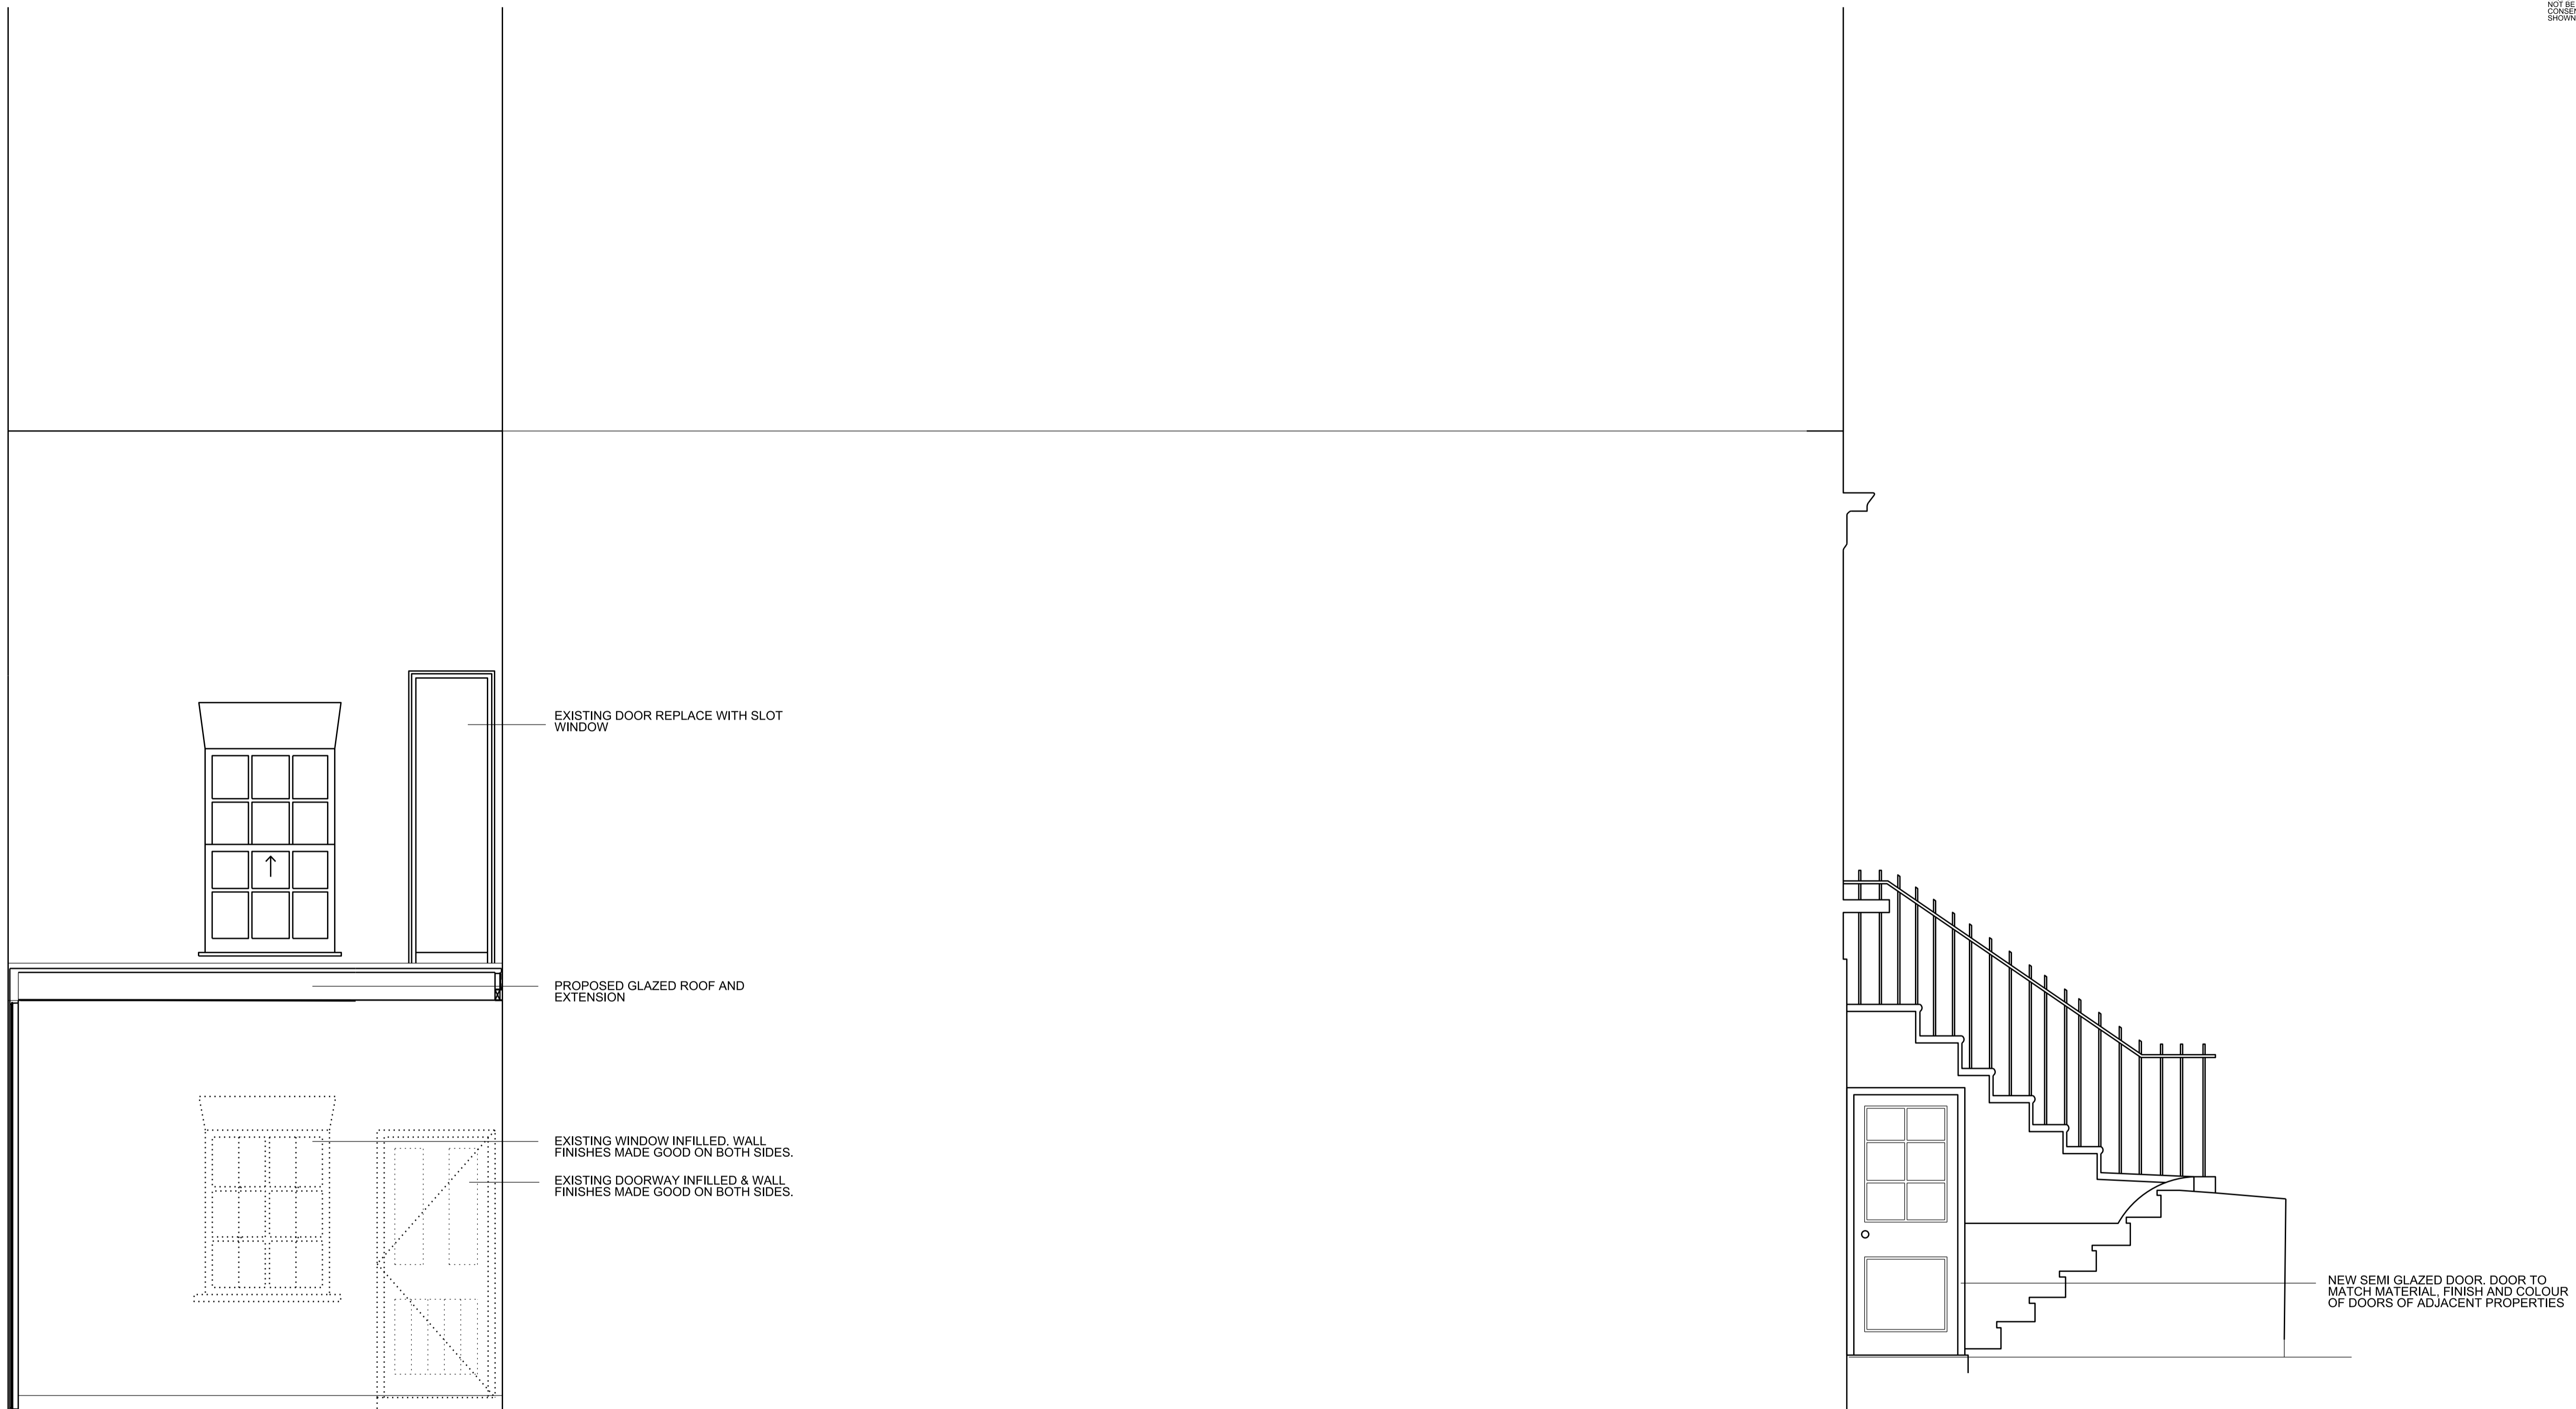 NOT BE
CONSEN
SHOWN
EXISTING DOOR REPLACE WITH SLOT
WINDOW
PROPOSED GLAZED ROOF AND
EXTENSION
EXISTING WINDOW INFILLED. WALL
FINISHES MADE GOOD ON BOTH SIDES.
EXISTING DOORWAY INFILLED & WALL
FINISHES MADE GOOD ON BOTH SIDES.
NEW SEMI GLAZED DOOR. DOOR TO
MATCH MATERIAL, FINISH AND COLOUR
OF DOORS OF ADJACENT PROPERTIES